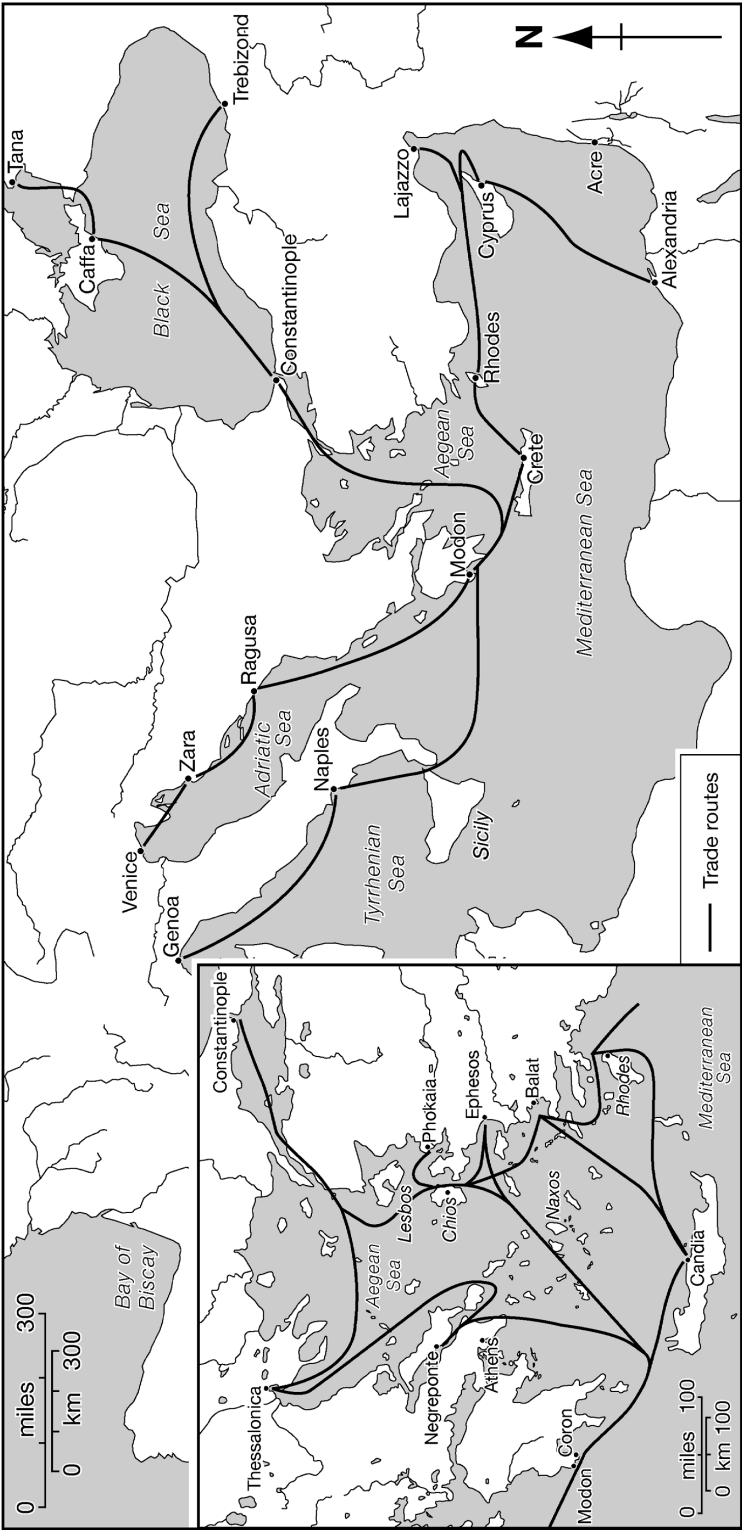 Tana
Trebizond
Caffa
Black
Sea
N
Constantinople
Lajazzo
Cyprus
Acre
Alexandria
Rhodes
Aegean
Sea
Crete
Modon
Mediterranean Sea
Ragusa
Zara
Adriatic
Sea
Naples
Venice
Genoa
Tyrrhenian
Sea
Sicily
Trade routes
Bay of
Biscay
0 miles 300
0 km 300
Constantinople
Thessalonica
Phokaia
Lesbos
Aegean
Sea
Chios
Ephesos
Balat
Negreponte
Athens
Naxos
Rhodes
Mediterranean
Sea
Candia
Coron
Modon
0 miles 100
0 km 100